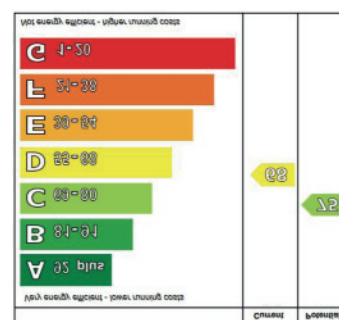 Current Potential
Very energy efficient - lower running costs
92 plus A
81-91 B
69-80 C
75
55-68 D
68
39-54 E
21-38 F
1-20 G
Not energy efficient - higher running costs